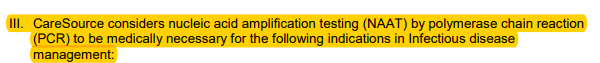 III. CareSource considers nucleic acid amplification testing (NAAT) by polymerase chain reaction
(PCR) to be medically necessary for the following indications in Infectious disease
management: